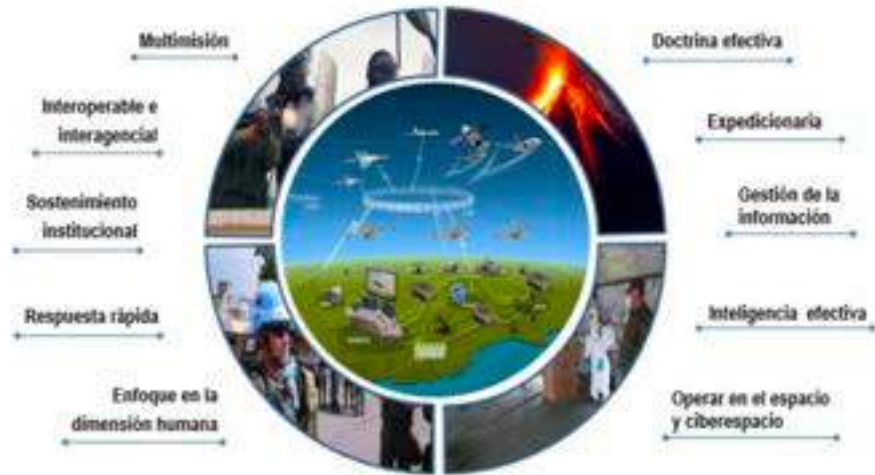 Multimisión
Interoperable e
interagencial
Sostenimiento
institucional
Respuesta rápida
Enfoque en la
dimensión humana
Doctrina efectiva
Expedicionaria
Gestión de la
información
Inteligencia efectiva
Operar en el espacio
y ciberespacio